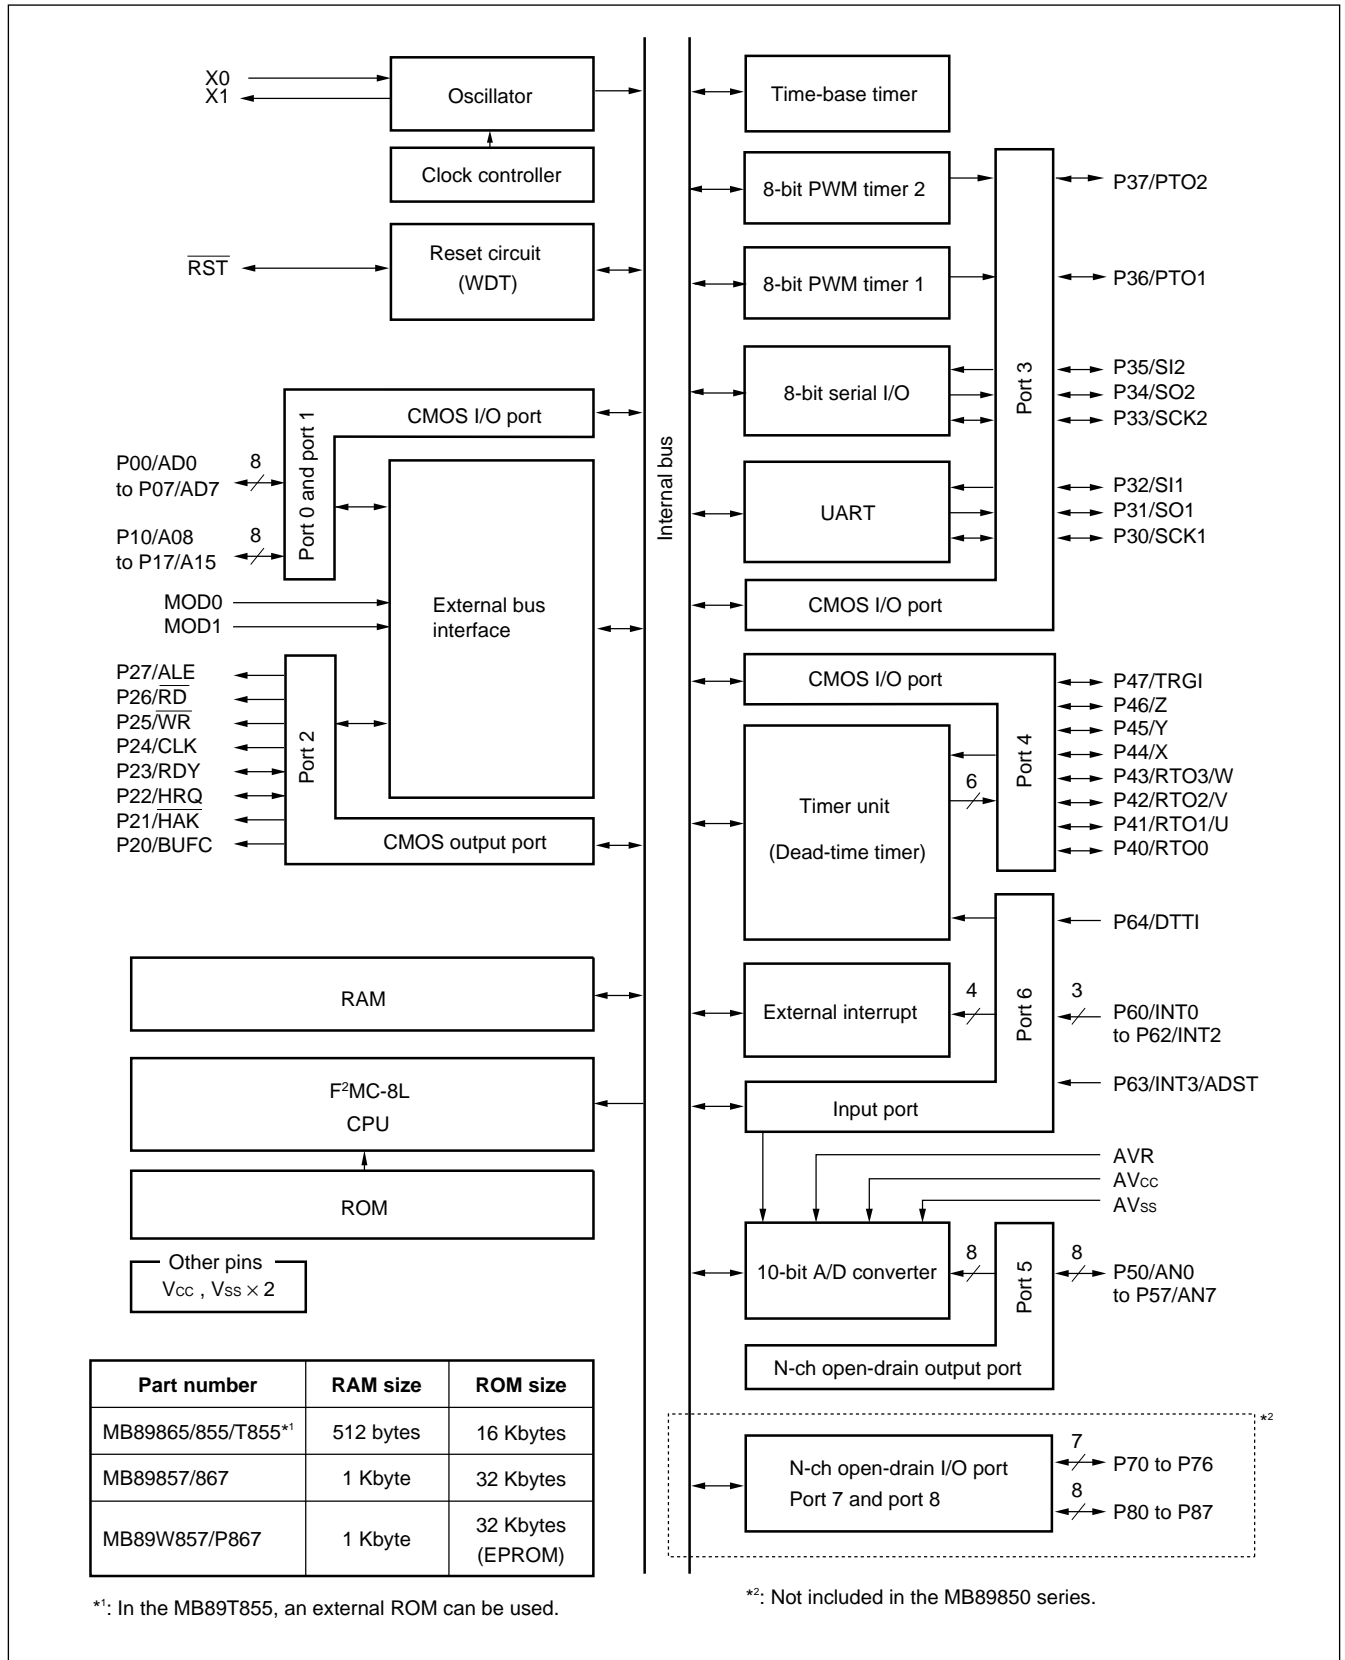 X0
X1
Oscillator
Clock controller
RST
Reset circuit
(WDT)
CMOS I/O port
Port 0 and port 1
P00/AD0
to P07/AD7
8
P10/A08
to P17/A15
8
MOD0
MOD1
External bus
interface
P27/ALE
P26/RD
P25/WR
P24/CLK
P23/RDY
P22/HRQ
P21/HAK
P20/BUFC
Port 2
CMOS output port
RAM
F²MC-8L
CPU
ROM
Other pins
Vcc , Vss × 2
Internal bus
Time-base timer
8-bit PWM timer 2
8-bit PWM timer 1
8-bit serial I/O
UART
CMOS I/O port
Port 3
P37/PTO2
P36/PTO1
P35/SI2
P34/SO2
P33/SCK2
P32/SI1
P31/SO1
P30/SCK1
CMOS I/O port
Port 4
Timer unit
(Dead-time timer)
6
P47/TRGI
P46/Z
P45/Y
P44/X
P43/RTO3/W
P42/RTO2/V
P41/RTO1/U
P40/RTO0
External interrupt
4
Port 6
3
Input port
P64/DTTI
P60/INT0
to P62/INT2
P63/INT3/ADST
AVR
AVcc
AVss
10-bit A/D converter
8
Port 5
8
P50/AN0
to P57/AN7
N-ch open-drain output port
*²
N-ch open-drain I/O port
Port 7 and port 8
7
P70 to P76
8
P80 to P87
*²: Not included in the MB89850 series.
Part number RAM size ROM size
MB89865/855/T855*¹ 512 bytes 16 Kbytes
MB89857/867 1 Kbyte 32 Kbytes
MB89W857/P867 1 Kbyte 32 Kbytes
(EPROM)
*¹: In the MB89T855, an external ROM can be used.